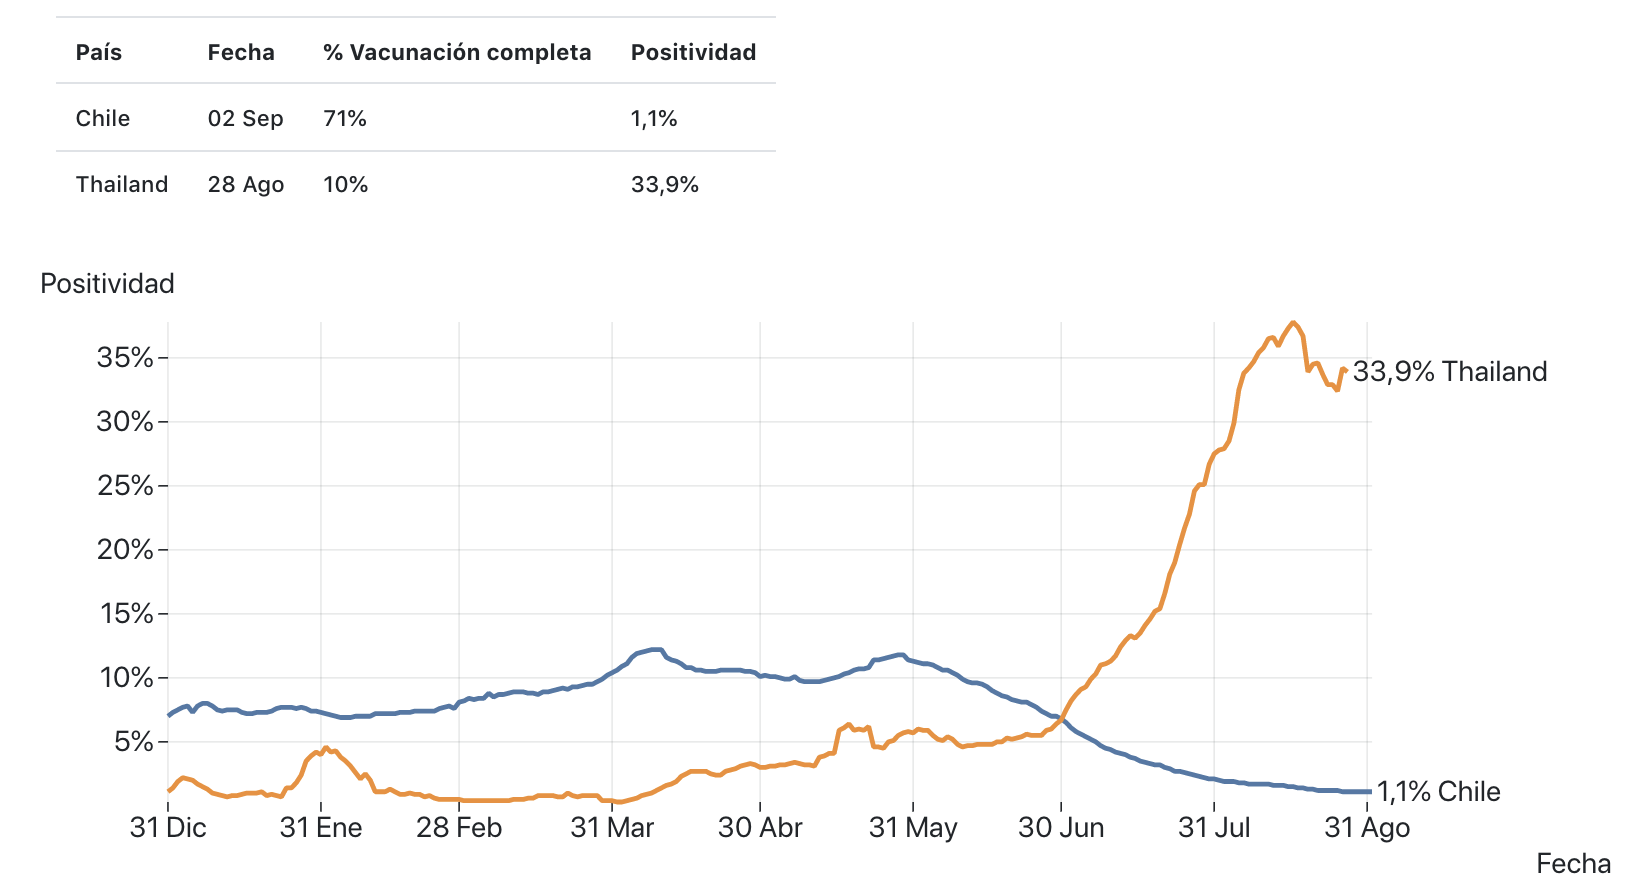 País Fecha % Vacunación completa Positividad
Chile 02 Sep 71% 1,1%
Thailand 28 Ago 10% 33,9%
Positividad
35%
33,9% Thailand
30%
25%
20%
15%
10%
5%
1,1% Chile
31 Dic 31 Ene 28 Feb 31 Mar 30 Abr 31 May 30 Jun 31 Jul 31 Ago
Fecha